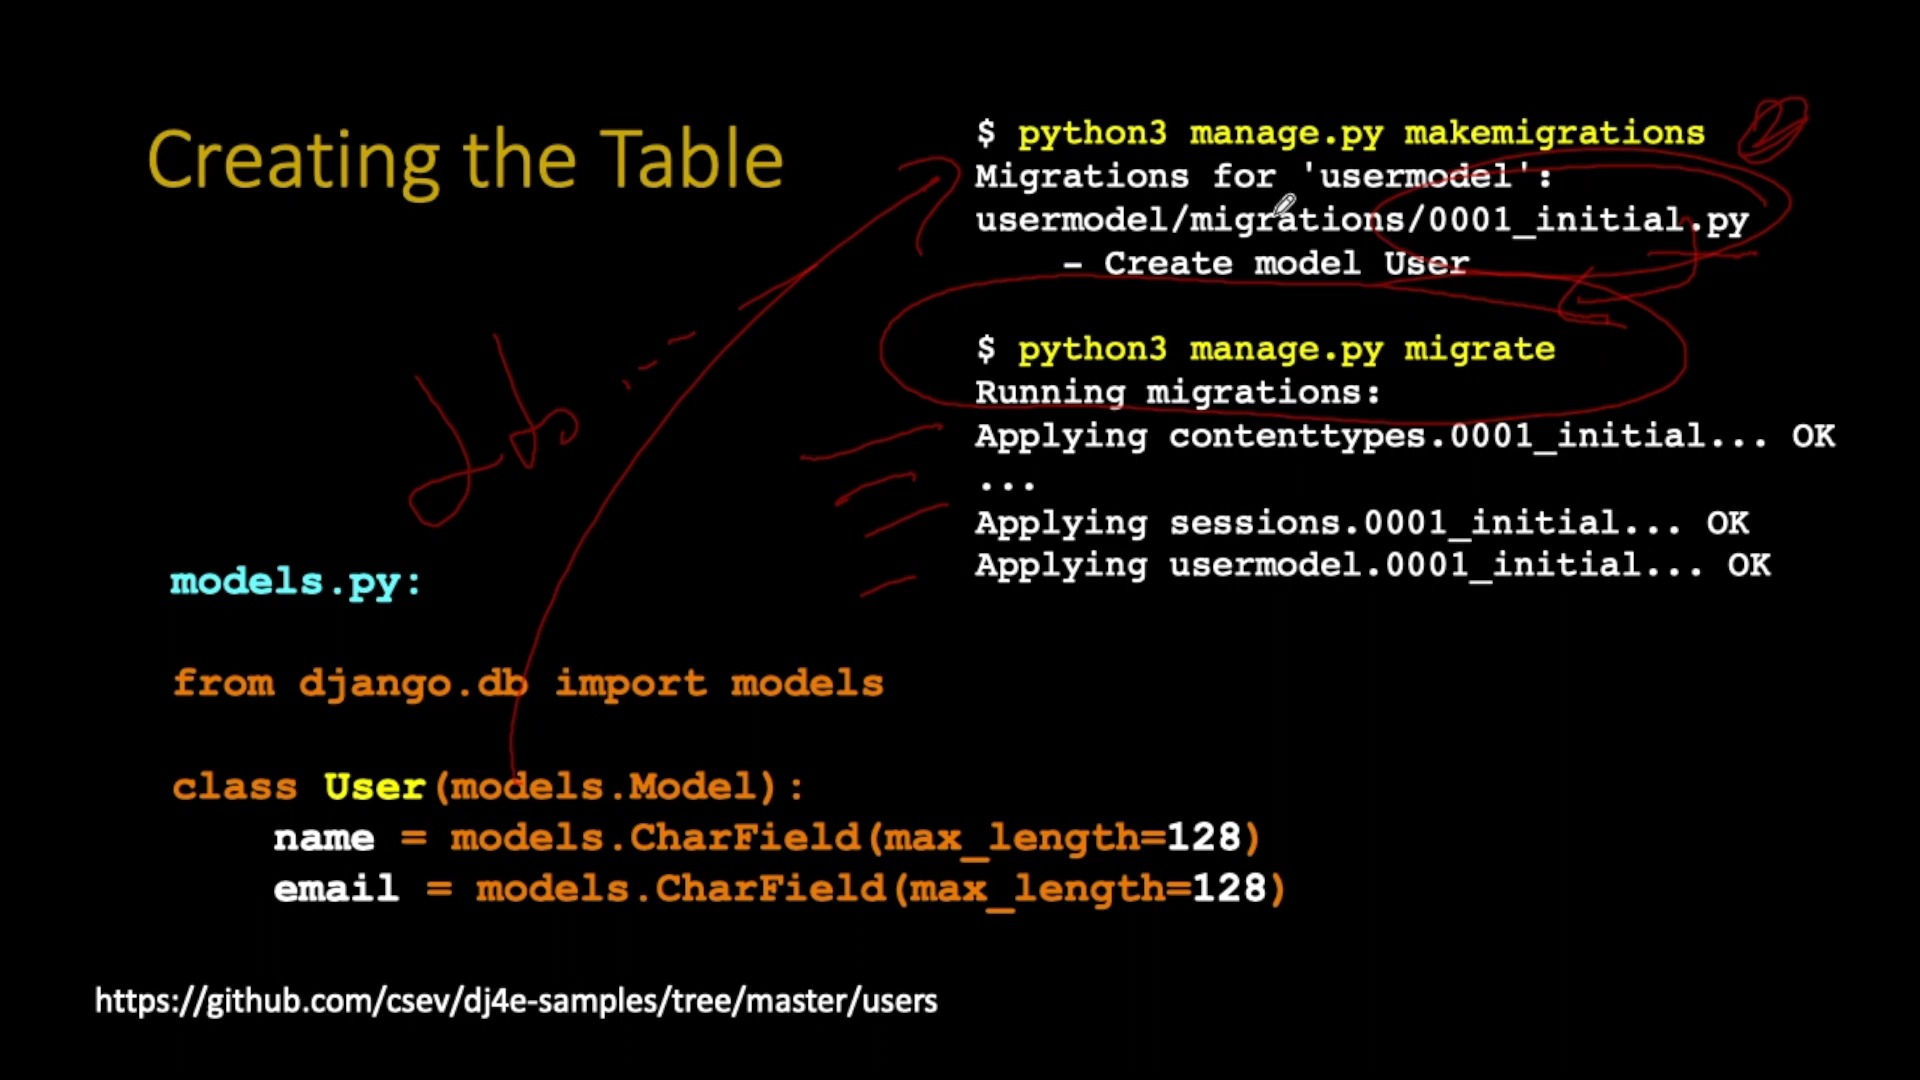 Creating the Table
$ python3 manage.py makemigrations
Migrations for 'usermodel':
usermodel/migrations/0001_initial.py
– Create model User
$ python3 manage.py migrate
Running migrations:
Applying contenttypes.0001_initial... OK
...
Applying sessions.0001_initial... OK
Applying usermodel.0001_initial... OK
models.py:
from django.db import models
class User(models.Model):
    name = models.CharField(max_length=128)
    email = models.CharField(max_length=128)
https://github.com/csev/dj4e-samples/tree/master/users